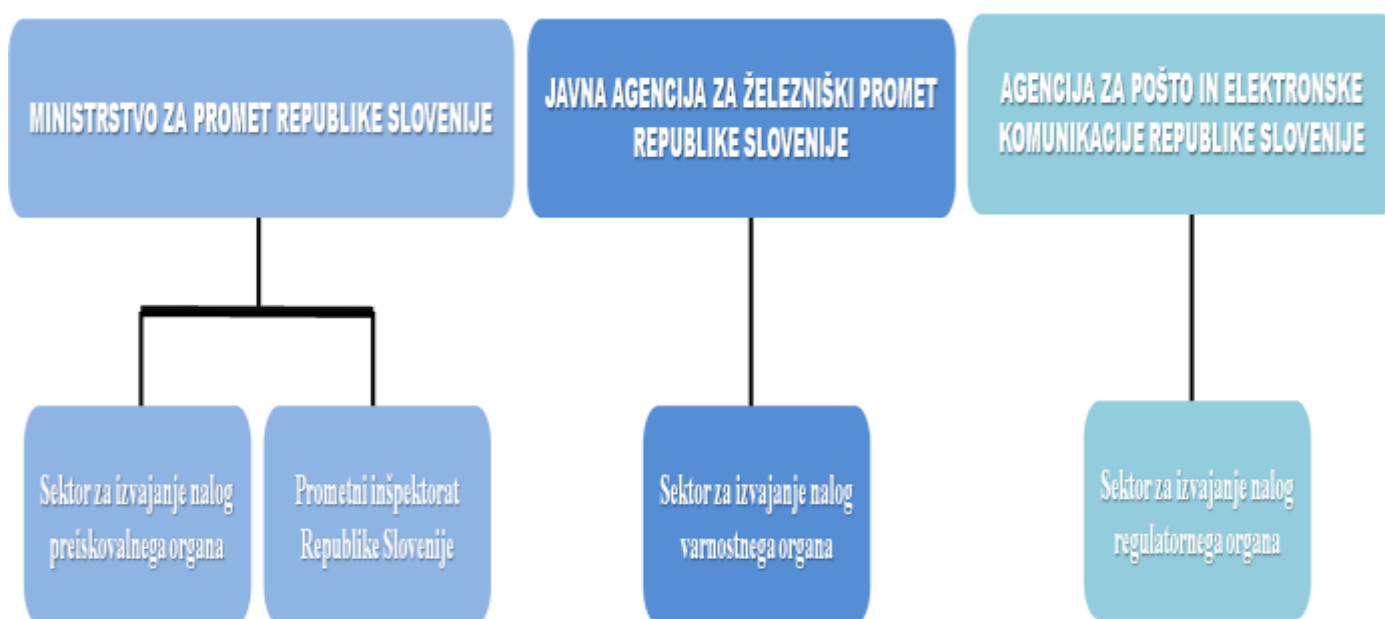 MINISTRSTVO ZA PROMET REPUBLIKE SLOVENIJE
JAVNA AGENCIJA ZA ŽELEZNIŠKI PROMET
REPUBLIKE SLOVENIJE
AGENCIJA ZA POŠTO IN ELEKTRONSKE
KOMUNIKACIJE REPUBLIKE SLOVENIJE
Sektor za izvajanje nalog
preiskovalnega organa
Prometni inšpektorat
Republike Slovenije
Sektor za izvajanje nalog
varnostnega organa
Sektor za izvajanje nalog
regulatornega organa